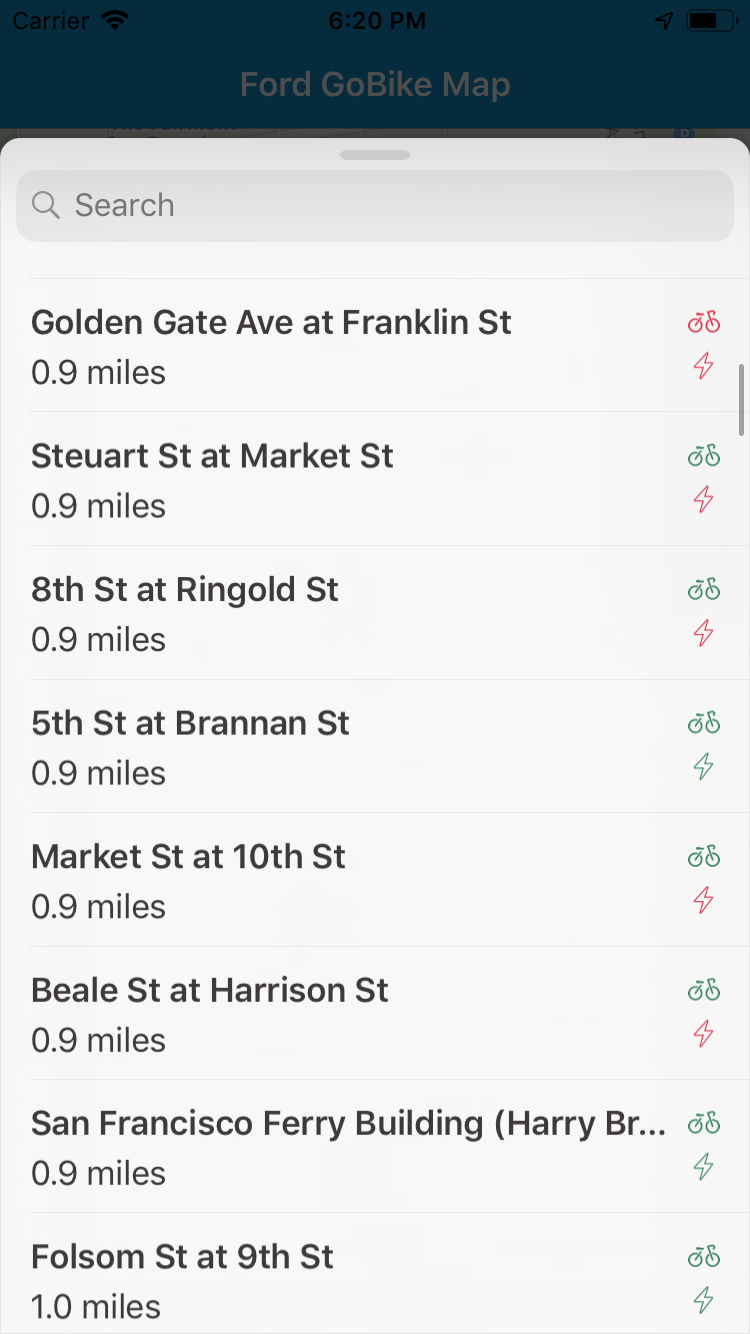 Carrier 6:20 PM
Ford GoBike Map
P
Search
Golden Gate Ave at Franklin St
0.9 miles
Steuart St at Market St
0.9 miles
8th St at Ringold St
0.9 miles
5th St at Brannan St
0.9 miles
Market St at 10th St
0.9 miles
Beale St at Harrison St
0.9 miles
San Francisco Ferry Building (Harry Br...
0.9 miles
Folsom St at 9th St
1.0 miles